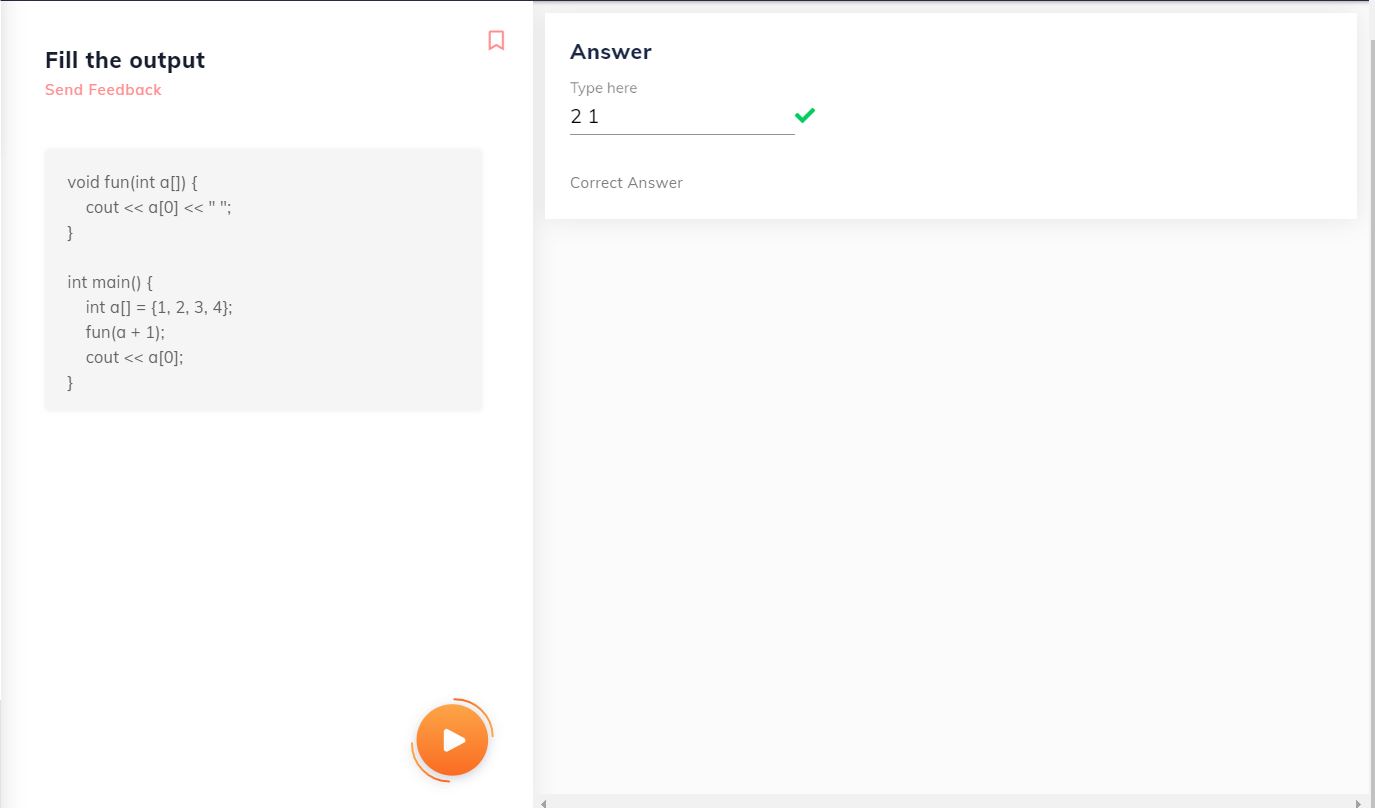 Fill the output
Send Feedback
void fun(int a[]) {
    cout << a[0] << " ";
}
int main() {
    int a[] = {1, 2, 3, 4};
    fun(a + 1);
    cout << a[0];
}
Answer
Type here
2 1
Correct Answer